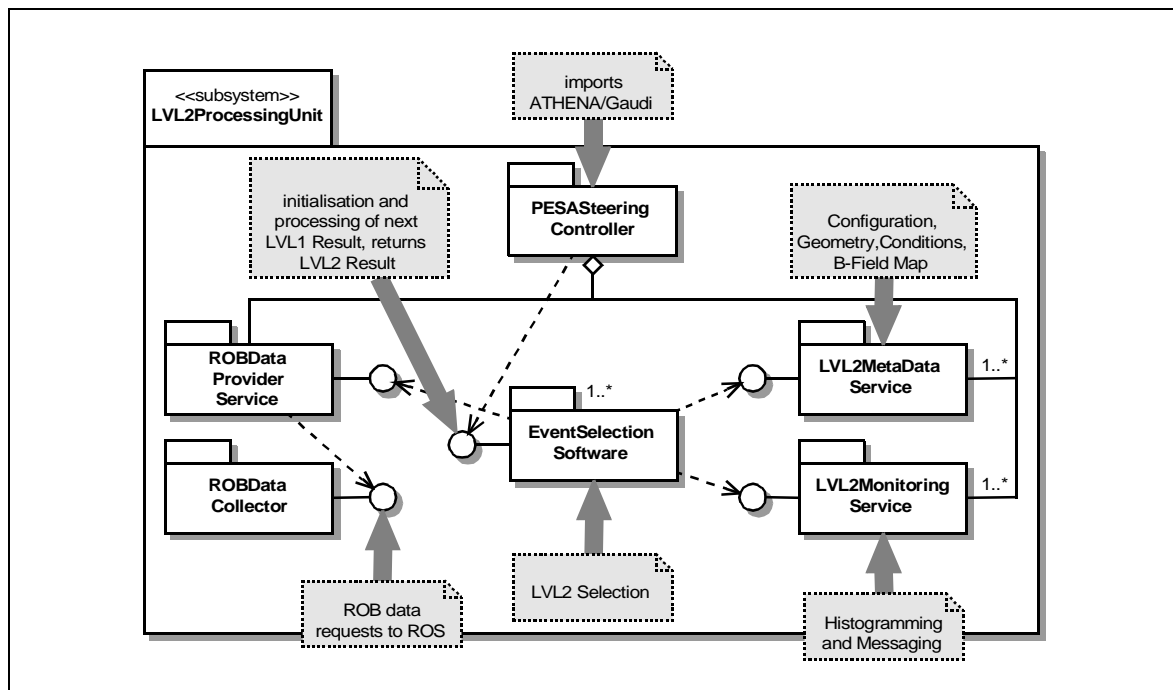 <<subsystem>>
LVL2ProcessingUnit
imports
ATHENA/Gaudi
initialisation and
processing of next
LVL1 Result, returns
LVL2 Result
PESASteering
Controller
Configuration,
Geometry,Conditions,
B-Field Map
ROBData
Provider
Service
1..*
LVL2MetaData
Service
1..*
EventSelection
Software
ROBData
Collector
LVL2Monitoring
Service
1..*
ROB data
requests to ROS
LVL2 Selection
Histogramming
and Messaging